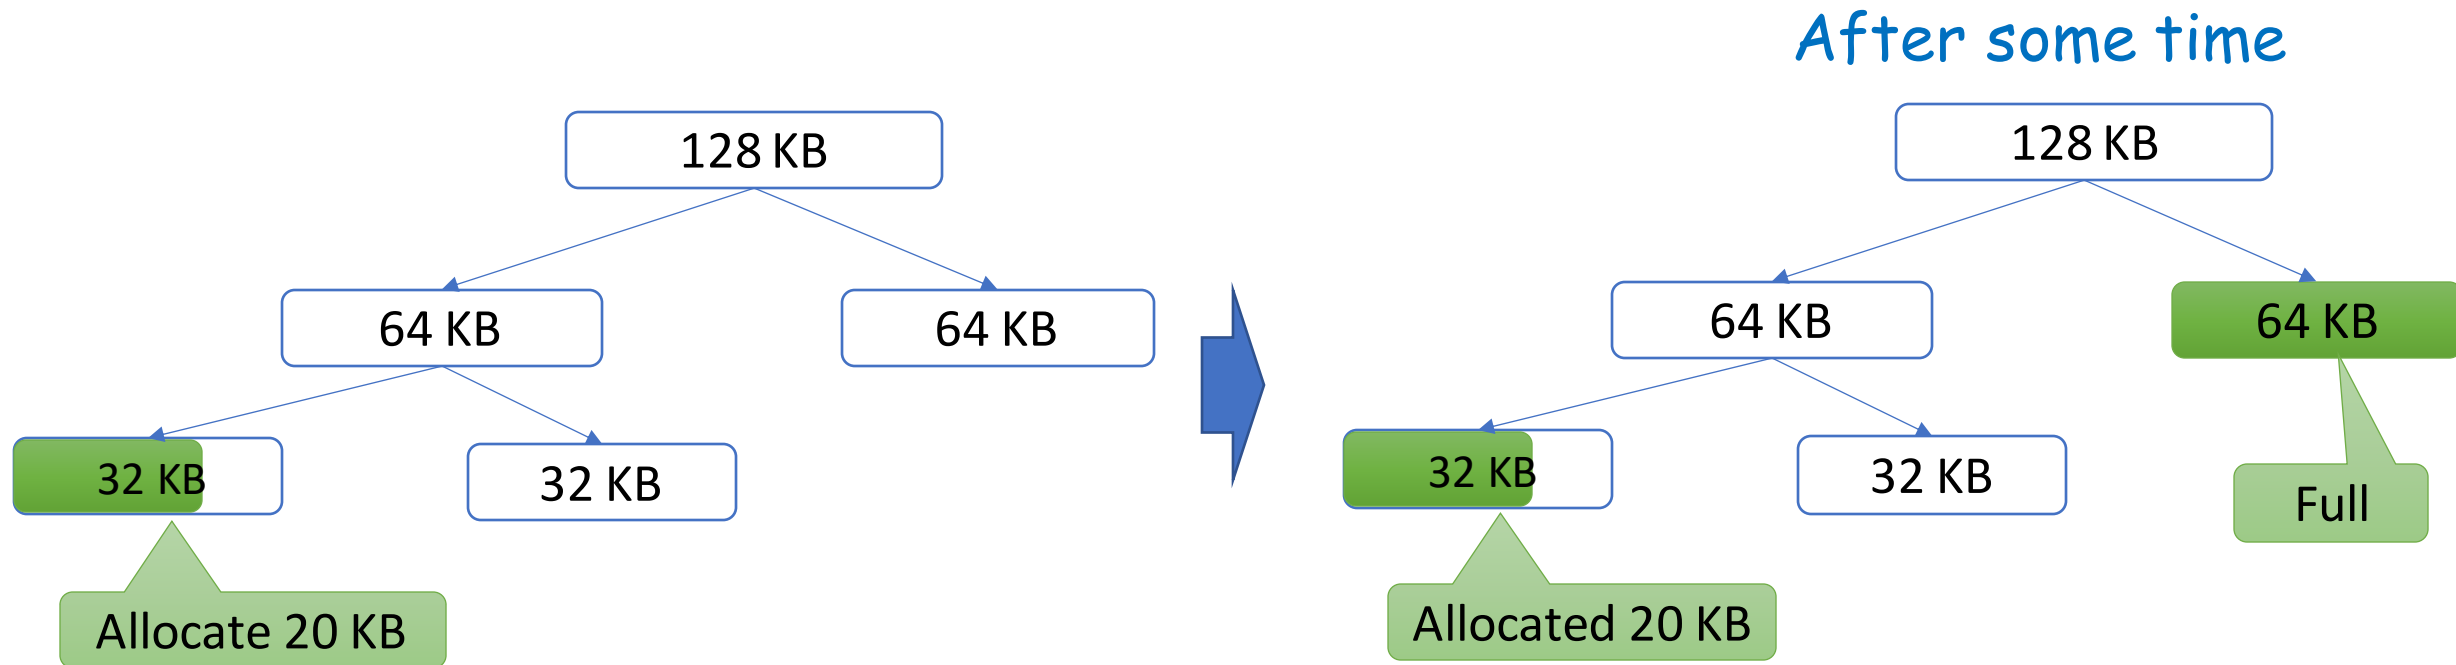 After some time
128 KB
64 KB
64 KB
32 KB
32 KB
Allocate 20 KB
128 KB
64 KB
64 KB
32 KB
32 KB
Full
Allocated 20 KB